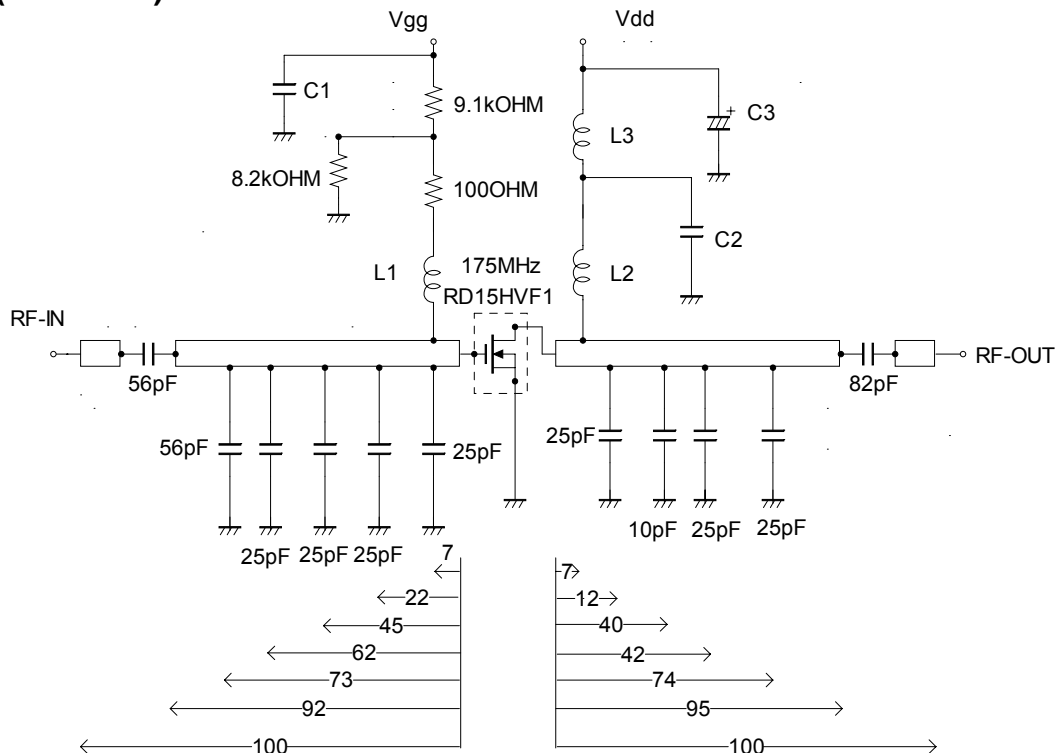 Vgg
Vdd
C1
9.1kOHM
L3
+ C3
8.2kOHM
100OHM
C2
L1
175MHz
L2
RD15HVF1
RF-IN
RF-OUT
56pF
82pF
56pF
25pF
25pF
25pF 25pF 25pF
10pF 25pF 25pF
7
7
22
12
45
40
62
42
73
74
92
95
100
100